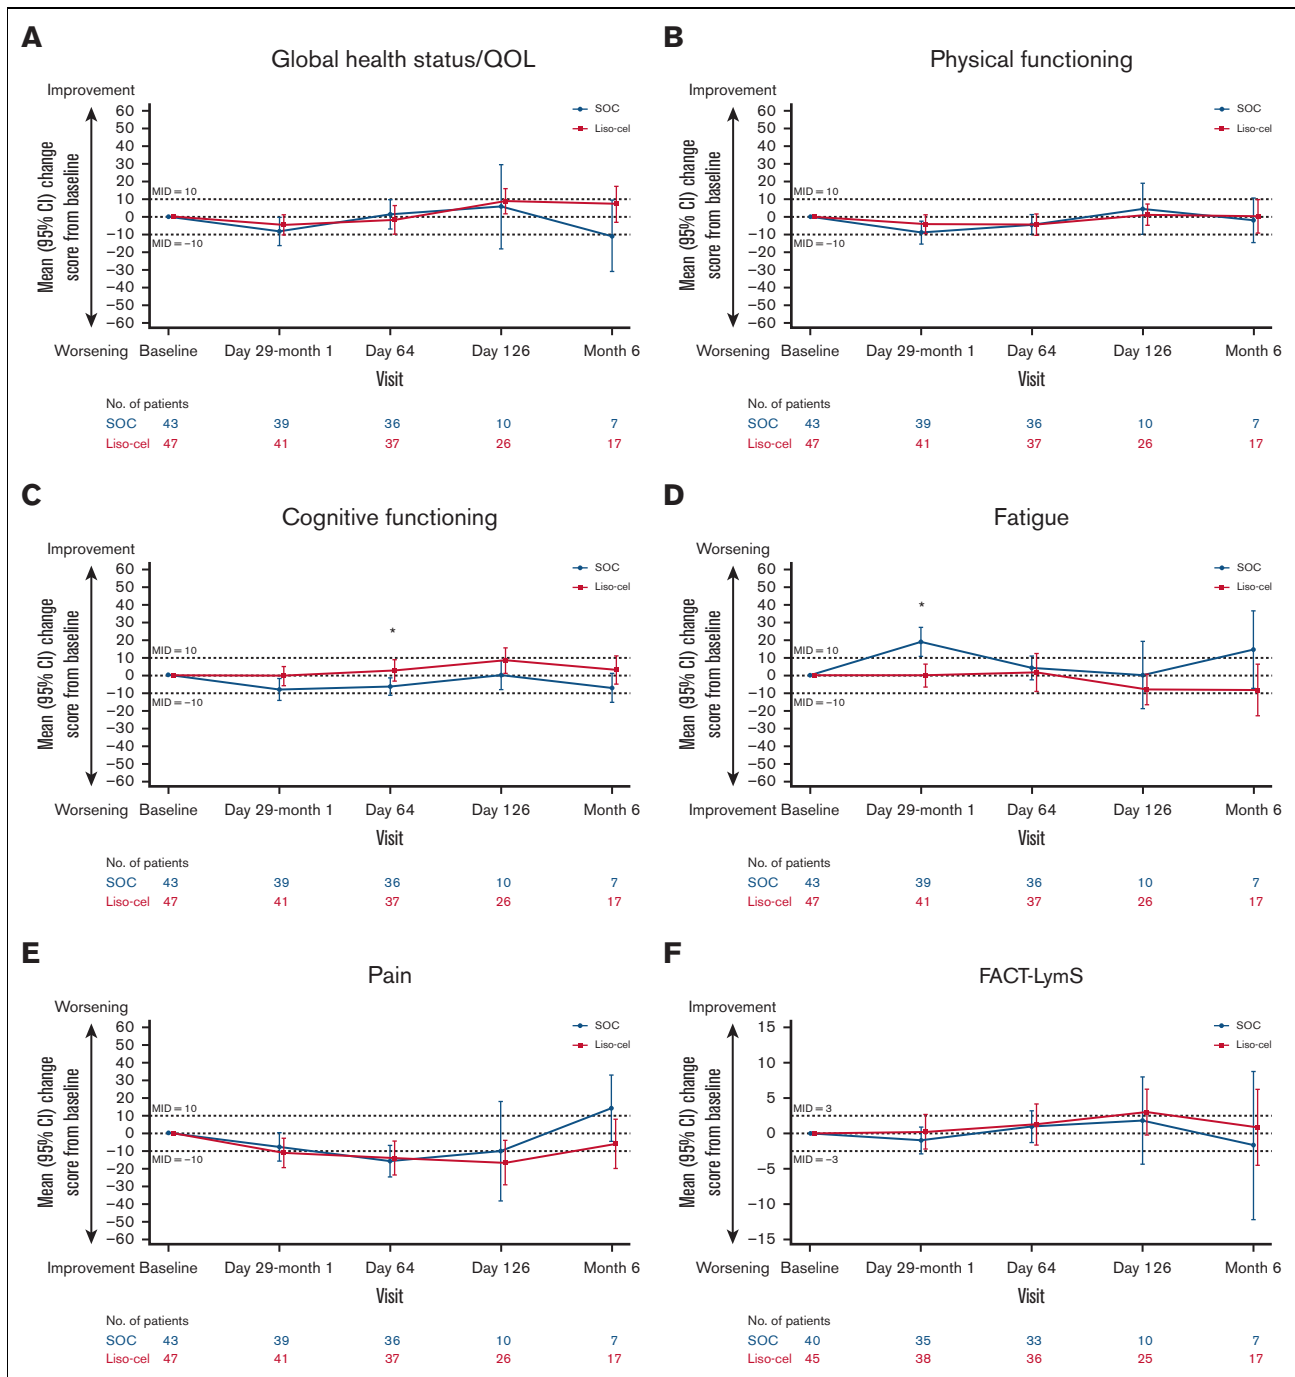 A
Global health status/QOL
Improvement
SOC
Liso-cel
Mean (95% CI) change
score from baseline
60
50
40
30
20
10
0
−10
−20
−30
−40
−50
−60
MID = 10
MID = −10
Worsening Baseline Day 29-month 1 Day 64 Day 126 Month 6
Visit
No. of patients
SOC 43 39 36 10 7
Liso-cel 47 41 37 26 17
B
Physical functioning
Improvement
SOC
Liso-cel
Mean (95% CI) change
score from baseline
60
50
40
30
20
10
0
−10
−20
−30
−40
−50
−60
MID = 10
MID = −10
Worsening Baseline Day 29-month 1 Day 64 Day 126 Month 6
Visit
No. of patients
SOC 43 39 36 10 7
Liso-cel 47 41 37 26 17
C
Cognitive functioning
Improvement
SOC
Liso-cel
Mean (95% CI) change
score from baseline
60
50
40
30
20
10
0
−10
−20
−30
−40
−50
−60
*
MID = 10
MID = −10
Worsening Baseline Day 29-month 1 Day 64 Day 126 Month 6
Visit
No. of patients
SOC 43 39 36 10 7
Liso-cel 47 41 37 26 17
D
Fatigue
Worsening
SOC
Liso-cel
Mean (95% CI) change
score from baseline
60
50
40
30
20
10
0
−10
−20
−30
−40
−50
−60
*
MID = 10
MID = −10
Improvement Baseline Day 29-month 1 Day 64 Day 126 Month 6
Visit
No. of patients
SOC 43 39 36 10 7
Liso-cel 47 41 37 26 17
E
Pain
Worsening
SOC
Liso-cel
Mean (95% CI) change
score from baseline
60
50
40
30
20
10
0
−10
−20
−30
−40
−50
−60
MID = 10
MID = −10
Improvement Baseline Day 29-month 1 Day 64 Day 126 Month 6
Visit
No. of patients
SOC 43 39 36 10 7
Liso-cel 47 41 37 26 17
F
FACT-LymS
Improvement
SOC
Liso-cel
Mean (95% CI) change
score from baseline
15
10
5
0
−5
−10
−15
MID = 3
MID = −3
Worsening Baseline Day 29-month 1 Day 64 Day 126 Month 6
Visit
No. of patients
SOC 40 35 33 10 7
Liso-cel 45 38 36 25 17